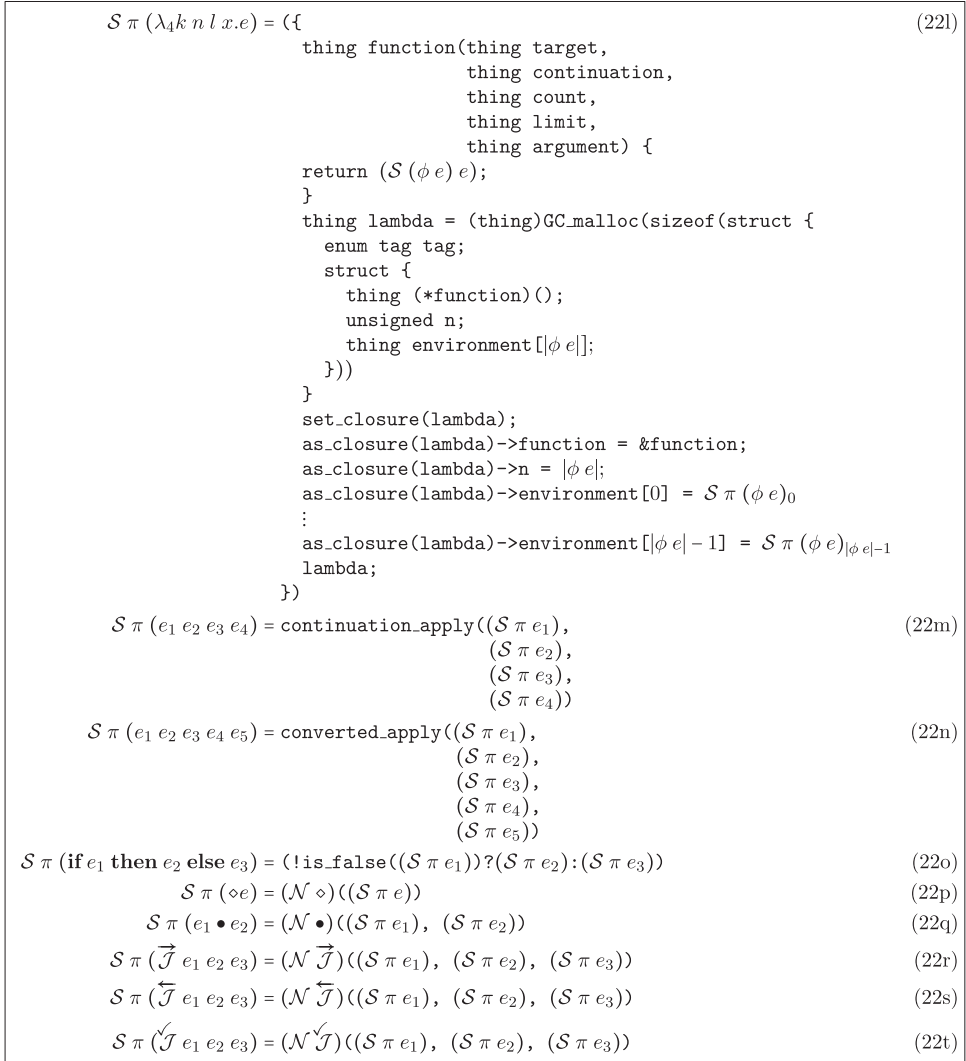 𝒮 π (λ₄k n l x.e) = ({ (22l)
thing function(thing target,
thing continuation,
thing count,
thing limit,
thing argument) {
return (𝒮 (ϕ e) e);
}
thing lambda = (thing)GC_malloc(sizeof(struct {
enum tag tag;
struct {
thing (*function)();
unsigned n;
thing environment[|ϕ e|];
}))
}
set_closure(lambda);
as_closure(lambda)->function = &function;
as_closure(lambda)->n = |ϕ e|;
as_closure(lambda)->environment[0] = 𝒮 π (ϕ e)₀
⋮
as_closure(lambda)->environment[|ϕ e| − 1] = 𝒮 π (ϕ e)_{|ϕ e|−1}
lambda;
})
𝒮 π (e₁ e₂ e₃ e₄) = continuation_apply((𝒮 π e₁), (22m)
(𝒮 π e₂),
(𝒮 π e₃),
(𝒮 π e₄))
𝒮 π (e₁ e₂ e₃ e₄ e₅) = converted_apply((𝒮 π e₁), (22n)
(𝒮 π e₂),
(𝒮 π e₃),
(𝒮 π e₄),
(𝒮 π e₅))
𝒮 π (if e₁ then e₂ else e₃) = (!is_false((𝒮 π e₁))?(𝒮 π e₂):(𝒮 π e₃)) (22o)
𝒮 π (⋄e) = (𝒩 ⋄)((𝒮 π e)) (22p)
𝒮 π (e₁ • e₂) = (𝒩 •)((𝒮 π e₁), (𝒮 π e₂)) (22q)
𝒮 π (𝒥⃗ e₁ e₂ e₃) = (𝒩 𝒥⃗)((𝒮 π e₁), (𝒮 π e₂), (𝒮 π e₃)) (22r)
𝒮 π (𝒥⃖ e₁ e₂ e₃) = (𝒩 𝒥⃖)((𝒮 π e₁), (𝒮 π e₂), (𝒮 π e₃)) (22s)
𝒮 π (✓𝒥 e₁ e₂ e₃) = (𝒩 ✓𝒥)((𝒮 π e₁), (𝒮 π e₂), (𝒮 π e₃)) (22t)